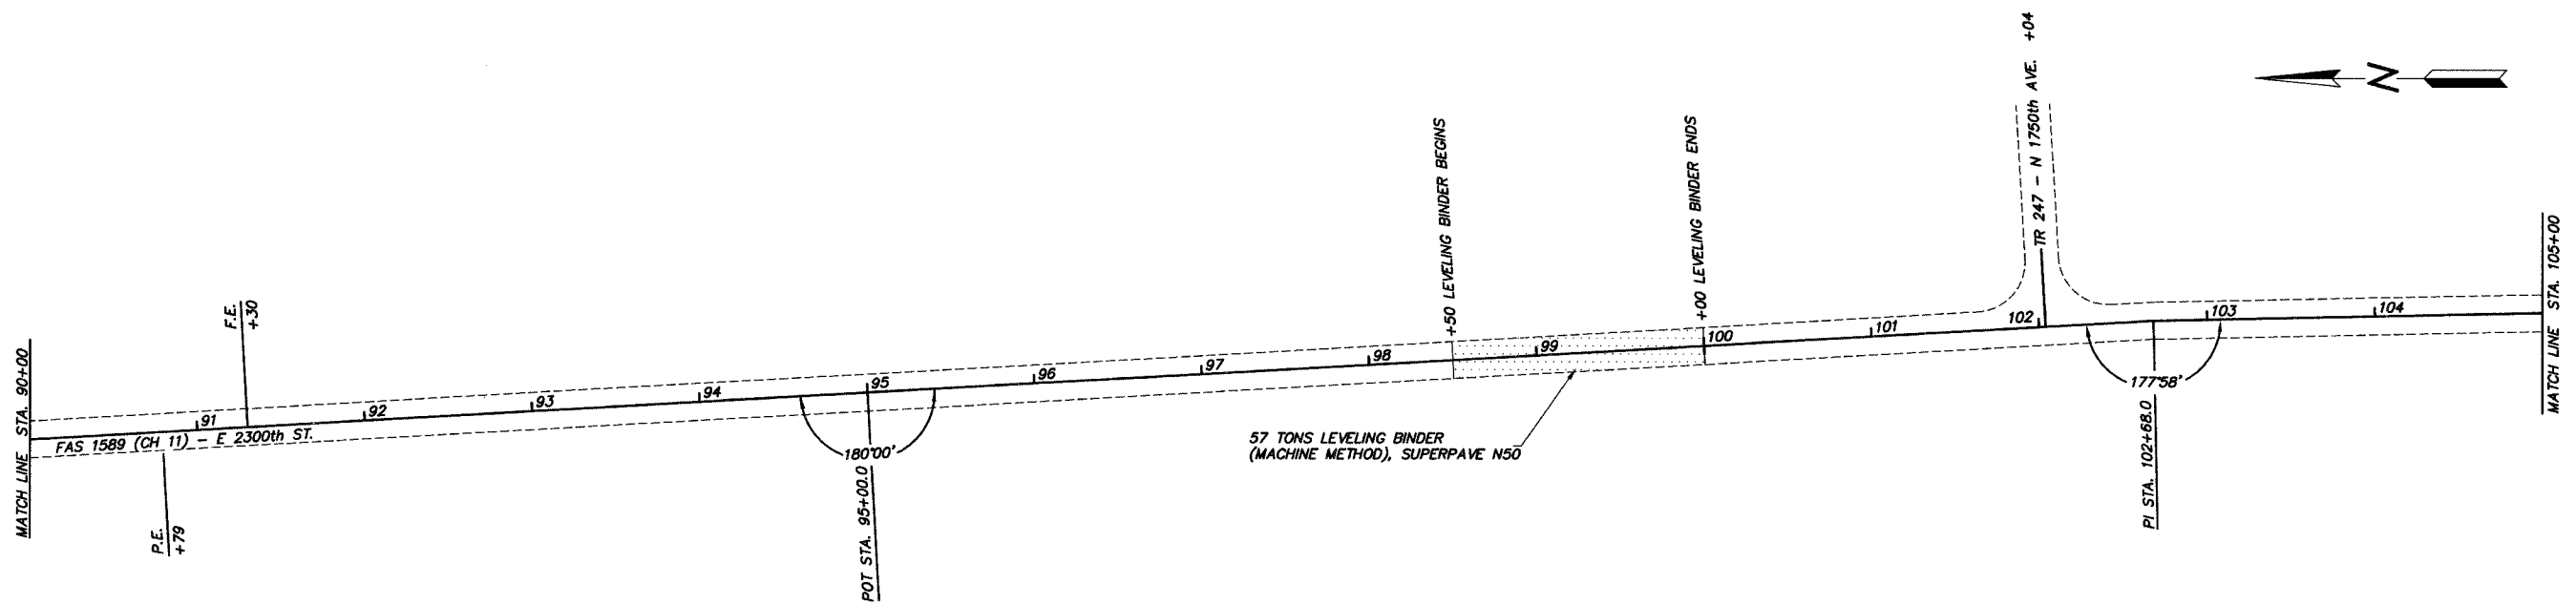 MATCH LINE STA. 90+00
FAS 1589 (CH 11) - E 2300th ST.
P.E.
+79
91
F.E.
+30
92
93
94
95
180°00'
POT STA. 95+00.0
96
97
98
+50 LEVELING BINDER BEGINS
99
57 TONS LEVELING BINDER
(MACHINE METHOD), SUPERPAVE N50
+00 LEVELING BINDER ENDS
100
101
102
TR 247 - N 1750th AVE. +04
177°58'
PI STA. 102+68.0
103
104
N
MATCH LINE STA. 105+00